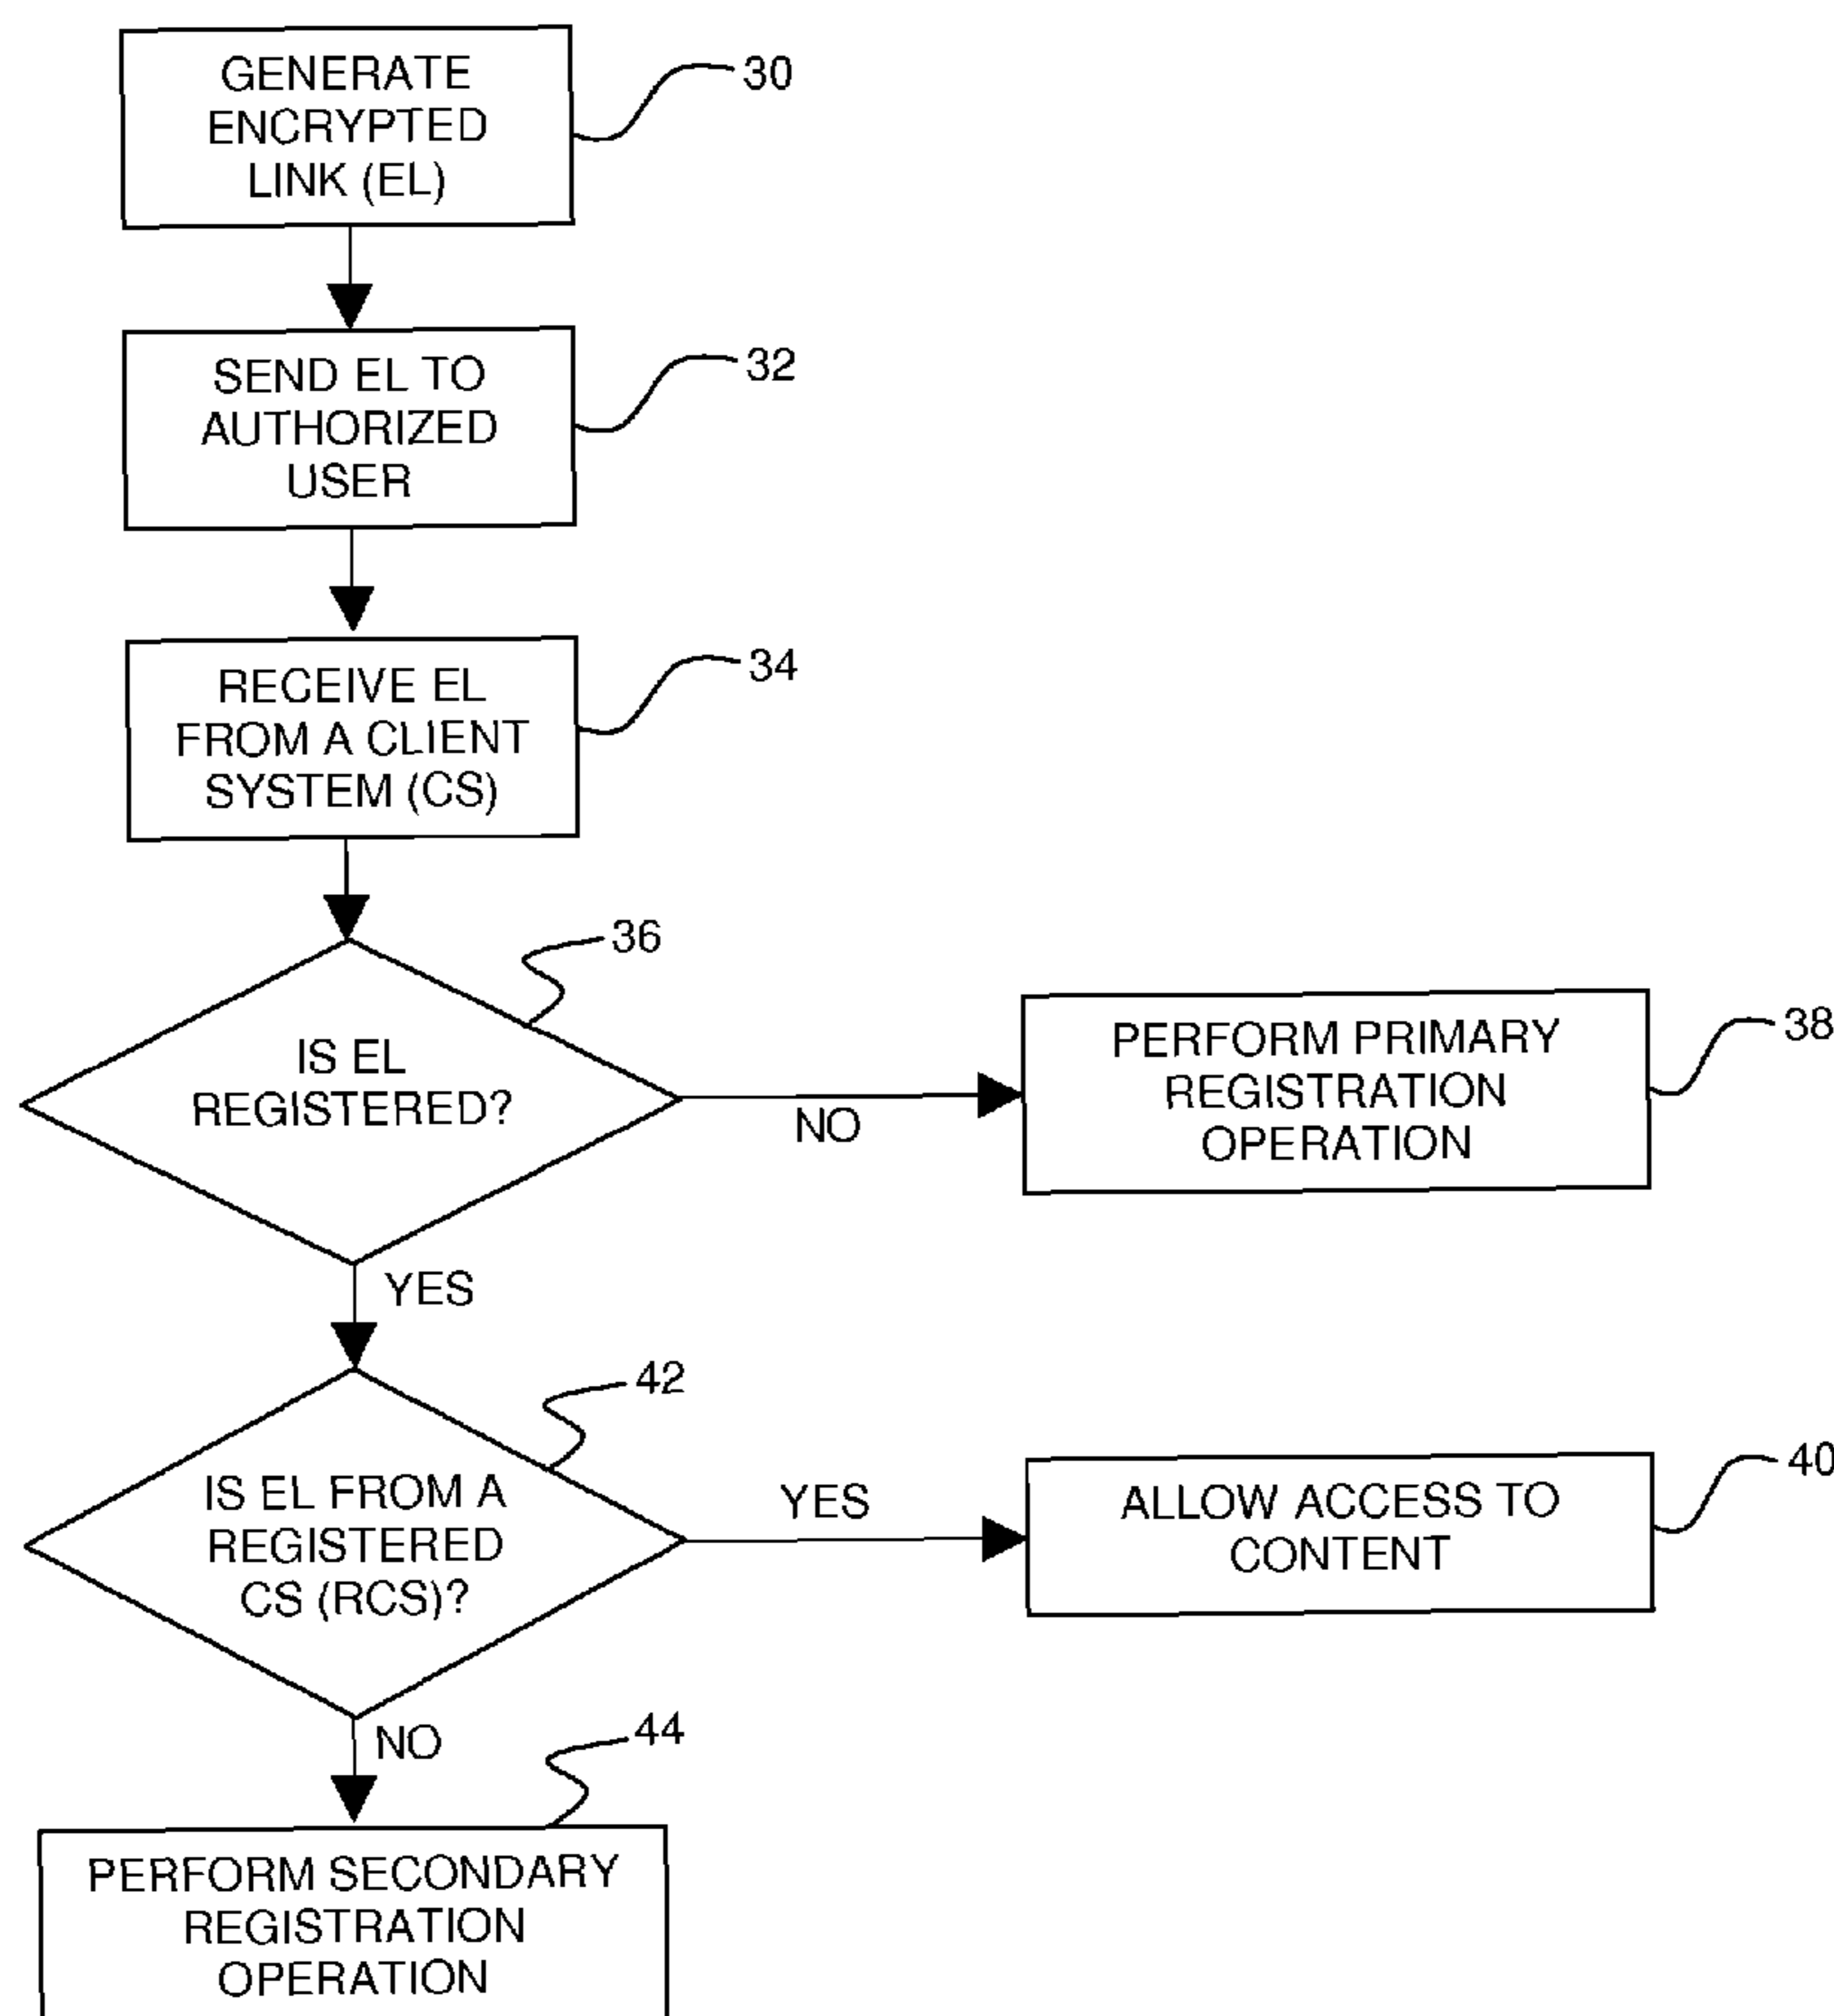 GENERATE
ENCRYPTED
LINK (EL)
30
SEND EL TO
AUTHORIZED
USER
32
RECEIVE EL
FROM A CLIENT
SYSTEM (CS)
34
36
IS EL
REGISTERED?
NO
PERFORM PRIMARY
REGISTRATION
OPERATION
38
YES
42
IS EL FROM A
REGISTERED
CS (RCS)?
YES
ALLOW ACCESS TO
CONTENT
40
NO
44
PERFORM SECONDARY
REGISTRATION
OPERATION